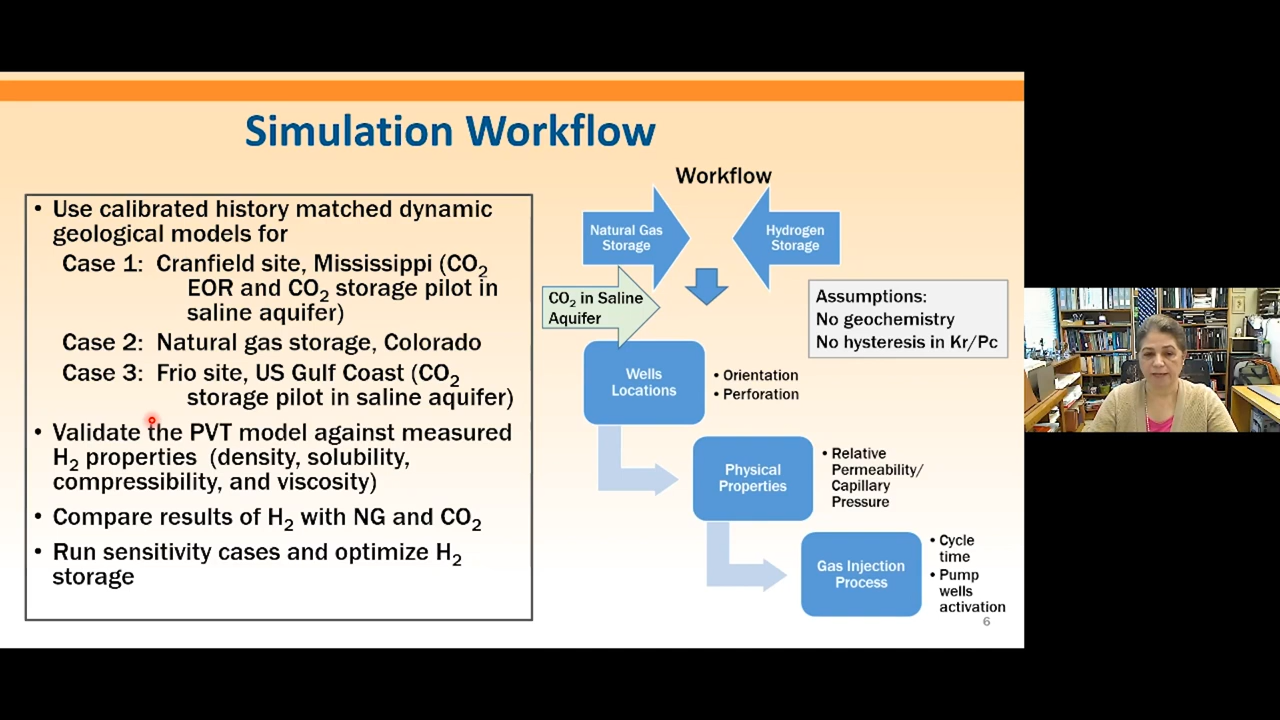 Simulation Workflow
• Use calibrated history matched dynamic
geological models for
Case 1: Cranfield site, Mississippi (CO₂
EOR and CO₂ storage pilot in
saline aquifer)
Case 2: Natural gas storage, Colorado
Case 3: Frio site, US Gulf Coast (CO₂
storage pilot in saline aquifer)
• Validate the PVT model against measured
H₂ properties (density, solubility,
compressibility, and viscosity)
• Compare results of H₂ with NG and CO₂
• Run sensitivity cases and optimize H₂
storage
Workflow
Natural Gas
Storage
Hydrogen
Storage
CO₂ in Saline
Aquifer
Assumptions:
No geochemistry
No hysteresis in Kr/Pc
Wells
Locations
• Orientation
• Perforation
Physical
Properties
• Relative
Permeability/
Capillary
Pressure
Gas Injection
Process
• Cycle
time
• Pump
wells
activation
6